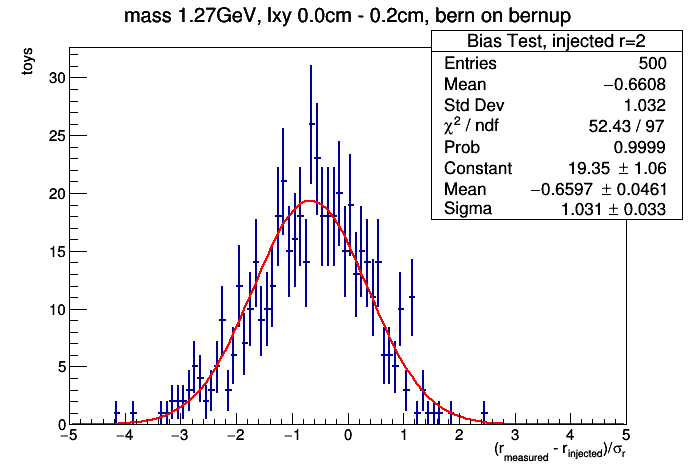 mass 1.27GeV, lxy 0.0cm - 0.2cm, bern on bernup
toys
Bias Test, injected r=2
Entries 500
Mean −0.6608
Std Dev 1.032
χ² / ndf 52.43 / 97
Prob 0.9999
Constant 19.35 ± 1.06
Mean −0.6597 ± 0.0461
Sigma 1.031 ± 0.033
30
25
20
15
10
5
0
−5 −4 −3 −2 −1 0 1 2 3 4 5
(r_measured - r_injected)/σ_r